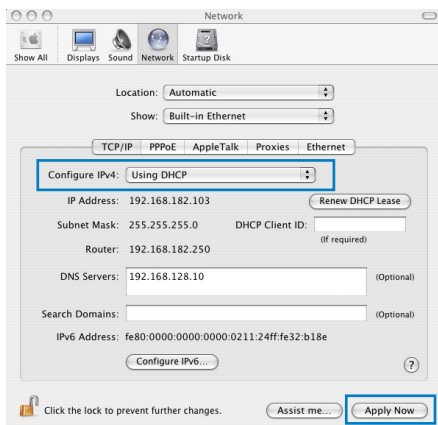 Network
Show All Displays Sound Network Startup Disk
Location: Automatic
Show: Built-in Ethernet
TCP/IP PPPoE AppleTalk Proxies Ethernet
Configure IPv4: Using DHCP
IP Address: 192.168.182.103 Renew DHCP Lease
Subnet Mask: 255.255.255.0 DHCP Client ID:
(If required)
Router: 192.168.182.250
DNS Servers: 192.168.128.10 (Optional)
Search Domains: (Optional)
IPv6 Address: fe80:0000:0000:0000:0211:24ff:fe32:b18e
Configure IPv6... ?
Click the lock to prevent further changes. Assist me... Apply Now